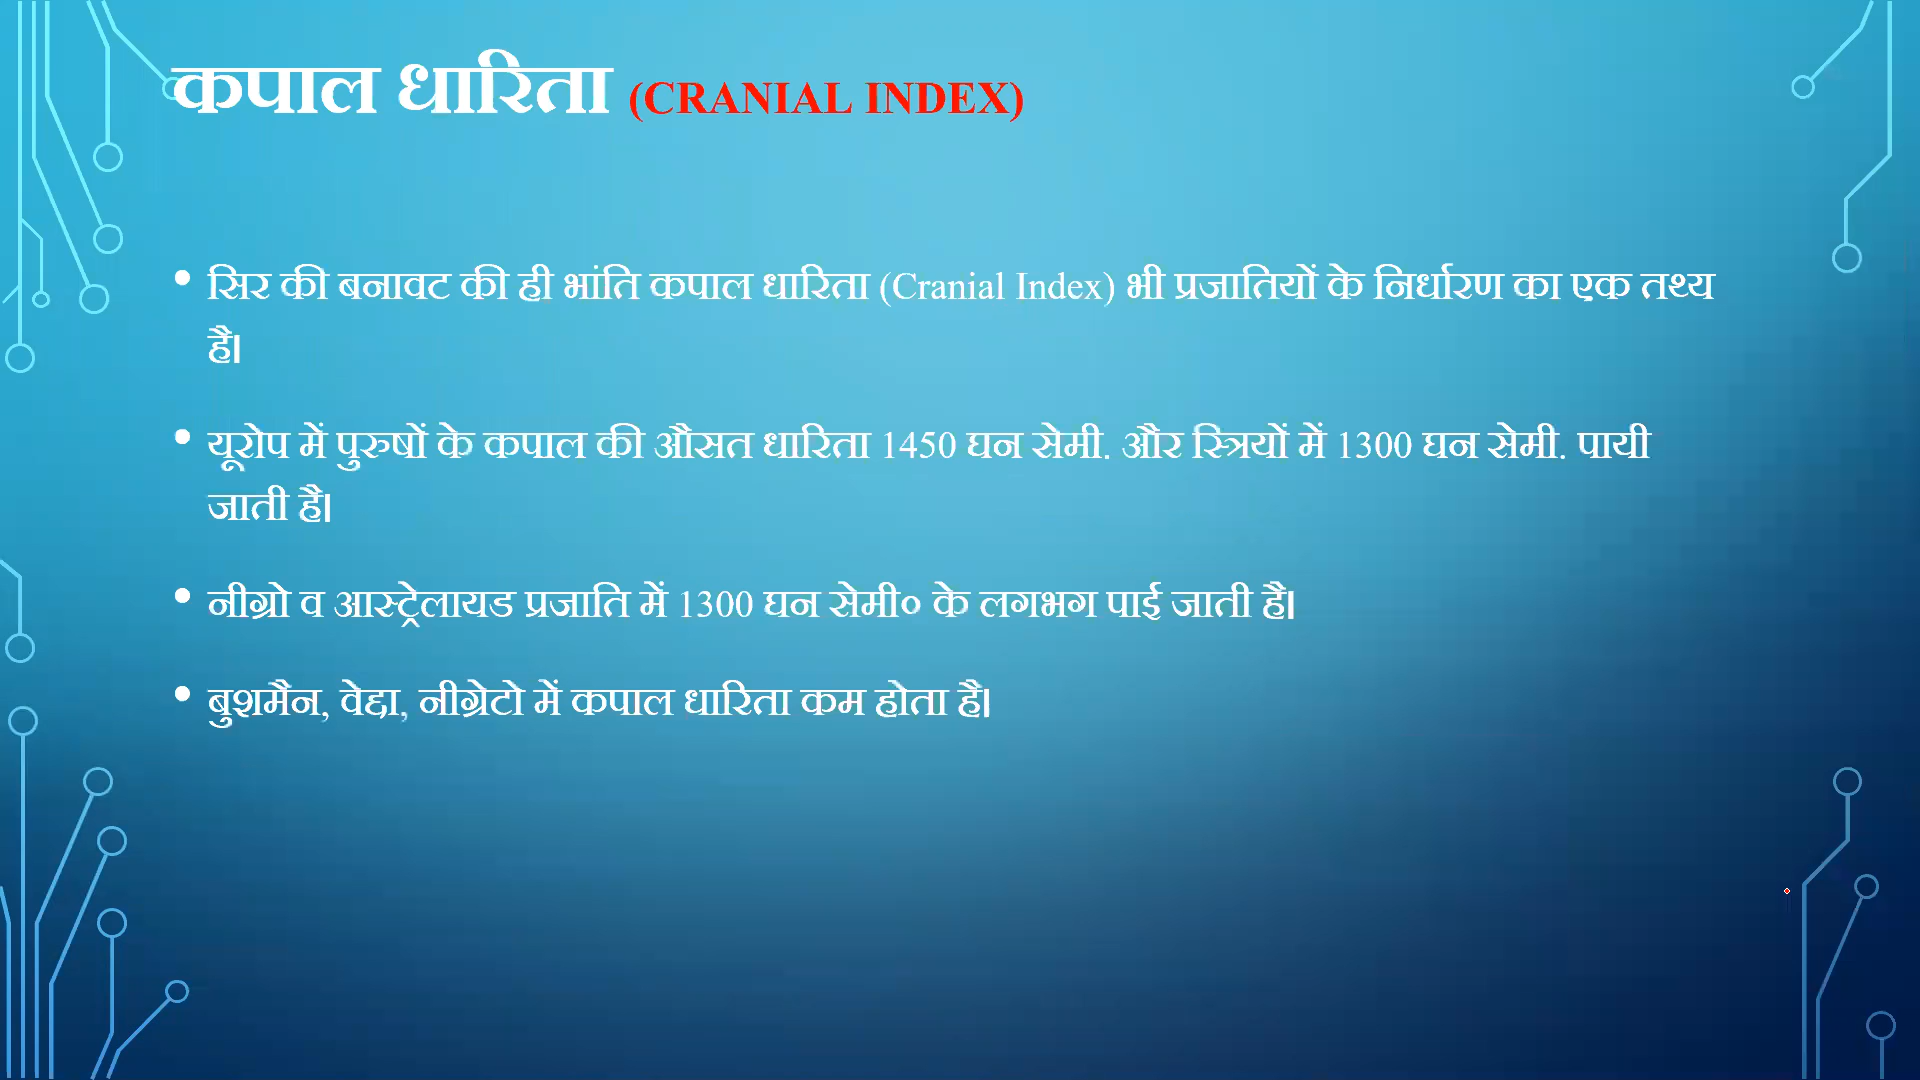 कपाल धारिता (CRANIAL INDEX)
• सिर की बनावट की ही भांति कपाल धारिता (Cranial Index) भी प्रजातियों के निर्धारण का एक तथ्य
है।
• यूरोप में पुरुषों के कपाल की औसत धारिता 1450 घन सेमी. और स्त्रियों में 1300 घन सेमी. पायी
जाती है।
• नीग्रो व आस्ट्रेलायड प्रजाति में 1300 घन सेमी० के लगभग पाई जाती है।
• बुशमैन, वेद्दा, नीग्रेटो में कपाल धारिता कम होता है।